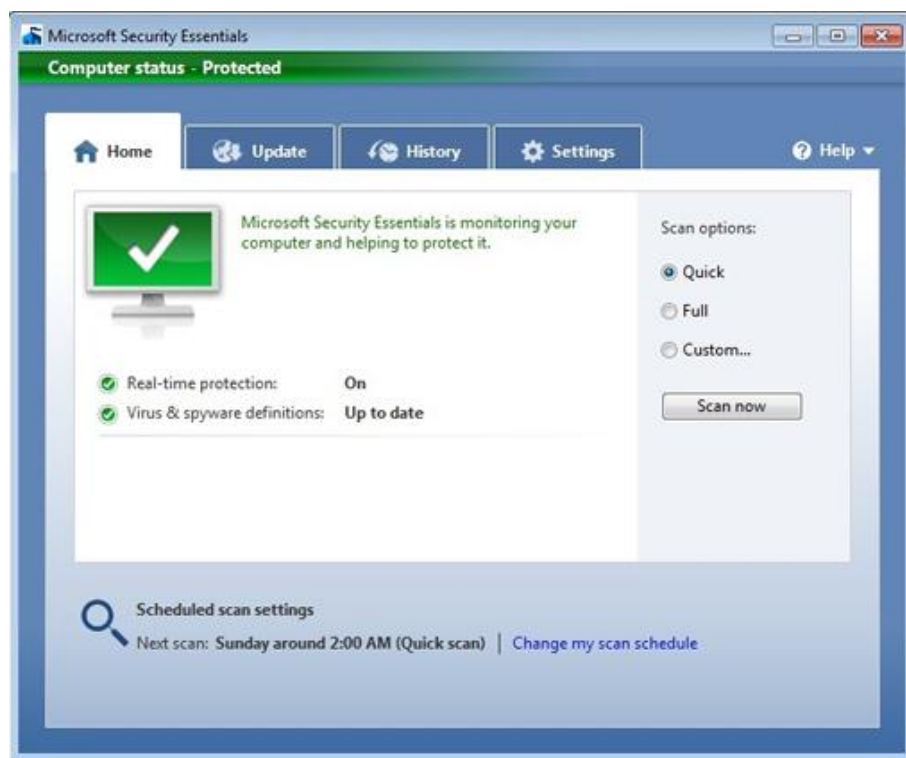 Microsoft Security Essentials
Computer status - Protected
Home
Update
History
Settings
Help
Microsoft Security Essentials is monitoring your
computer and helping to protect it.
Real-time protection: On
Virus & spyware definitions: Up to date
Scan options:
Quick
Full
Custom...
Scan now
Scheduled scan settings
Next scan: Sunday around 2:00 AM (Quick scan) | Change my scan schedule